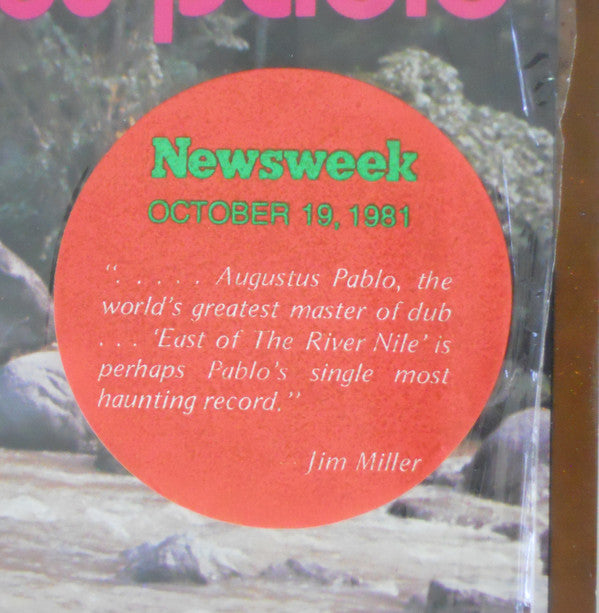 pablo
Newsweek
OCTOBER 19, 1981
“. . . . . Augustus Pablo, the
world’s greatest master of dub
. . . ‘East of The River Nile’ is
perhaps Pablo’s single most
haunting record.”
Jim Miller